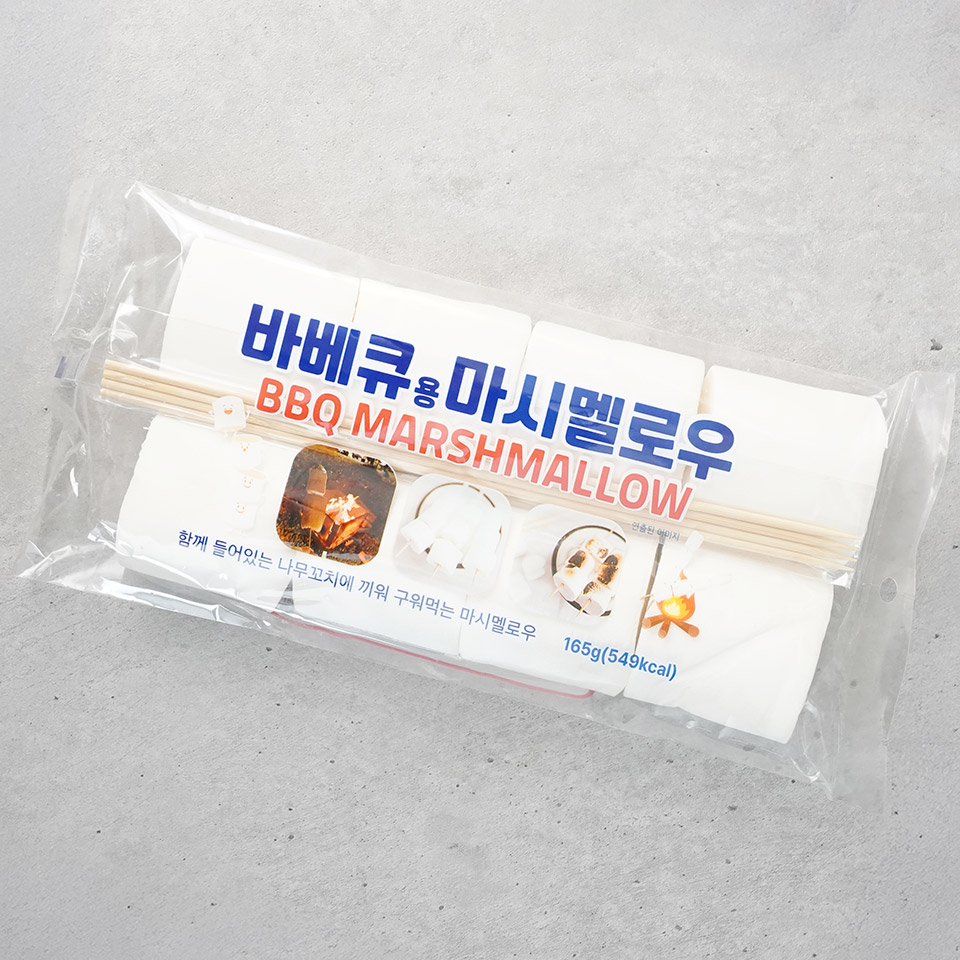 바베큐용 마시멜로우
BBQ MARSHMALLOW
연출된 이미지
함께 들어있는 나무꼬치에 끼워 구워먹는 마시멜로우
165g(549kcal)